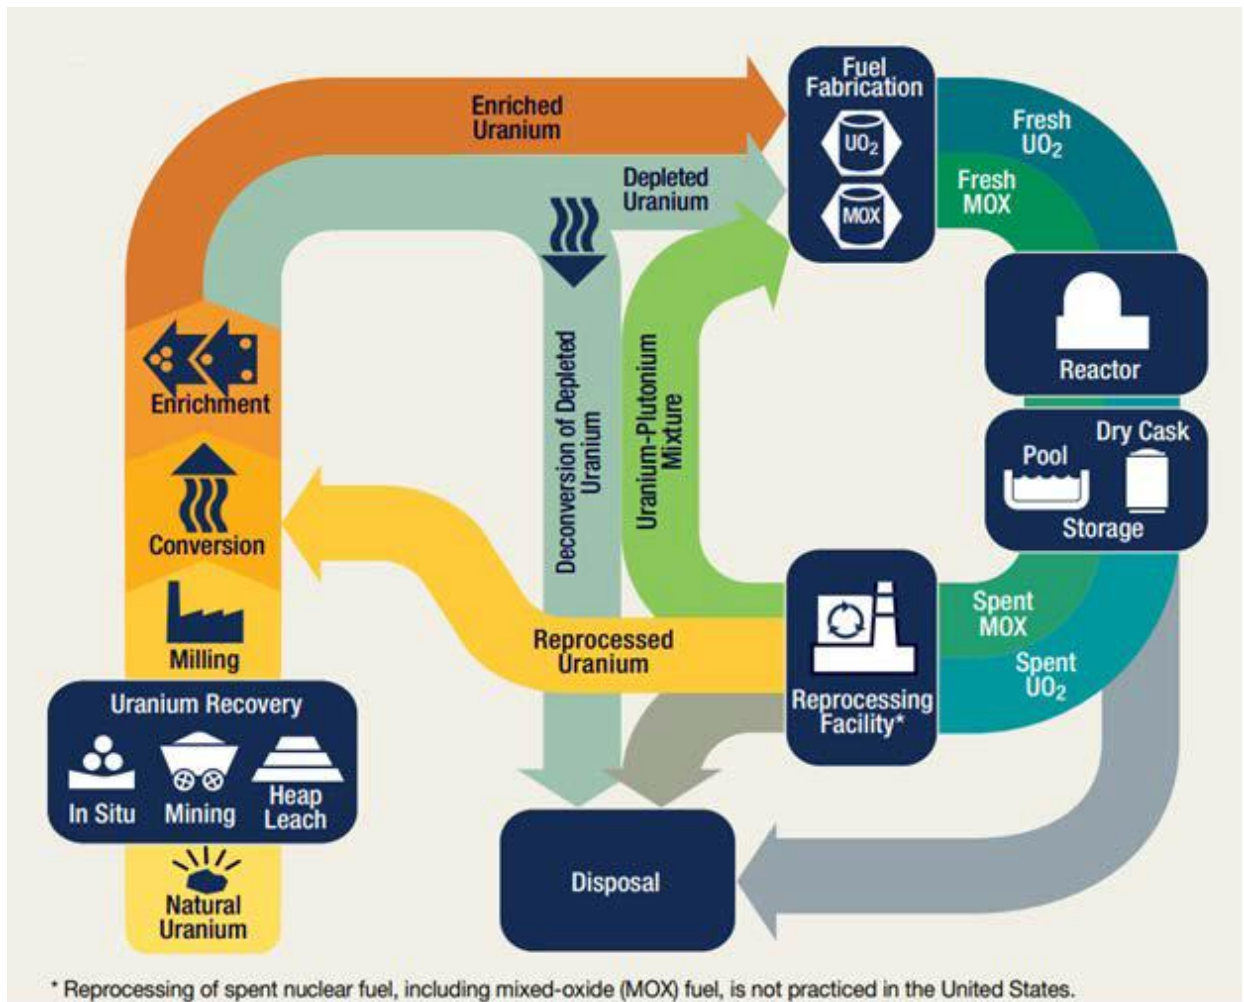 Fuel
Fabrication
UO2
MOX
Enriched
Uranium
Depleted
Uranium
Fresh
UO2
Fresh
MOX
Reactor
Dry Cask
Pool
Storage
Enrichment
Conversion
Milling
Deconversion of Depleted
Uranium
Uranium-Plutonium
Mixture
Reprocessed
Uranium
Spent
MOX
Spent
UO2
Reprocessing
Facility*
Uranium Recovery
In Situ
Mining
Heap
Leach
Natural
Uranium
Disposal
* Reprocessing of spent nuclear fuel, including mixed-oxide (MOX) fuel, is not practiced in the United States.